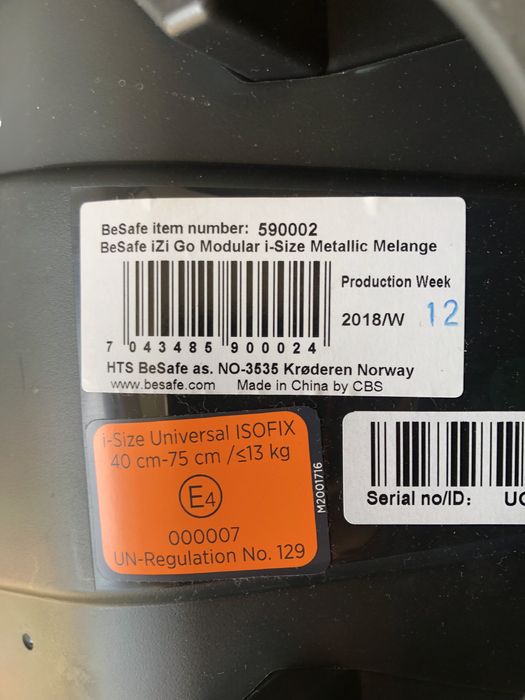 BeSafe item number: 590002
BeSafe iZi Go Modular i-Size Metallic Melange
Production Week
2018/W 12
7 043485 900024
HTS BeSafe as. NO-3535 Krøderen Norway
www.besafe.com Made in China by CBS
i-Size Universal ISOFIX
40 cm-75 cm /≤13 kg
E4
000007
UN-Regulation No. 129
M2001716
Serial no/ID: